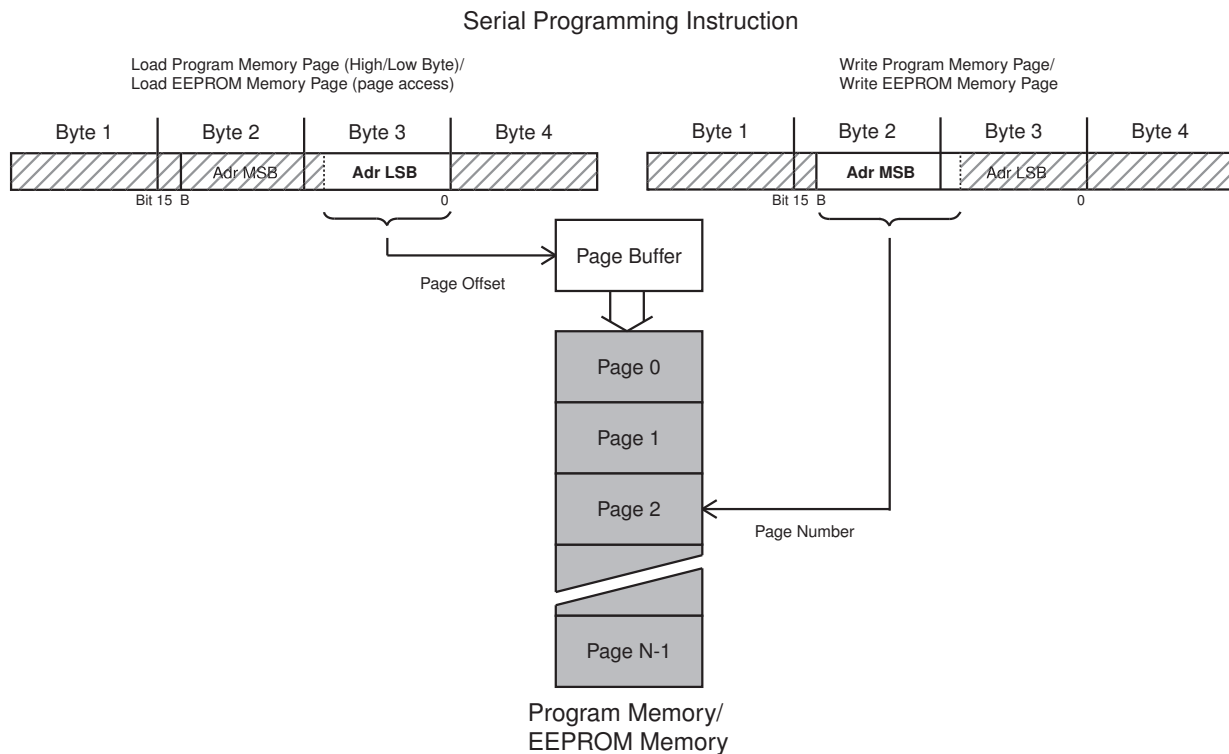 Serial Programming Instruction
Load Program Memory Page (High/Low Byte)/
Load EEPROM Memory Page (page access)
Write Program Memory Page/
Write EEPROM Memory Page
Byte 1 Byte 2 Byte 3 Byte 4
Byte 1 Byte 2 Byte 3 Byte 4
Adr MSB Adr LSB
Adr MSB Adr LSB
Bit 15 B 0
Bit 15 B 0
Page Buffer
Page Offset
Page 0
Page 1
Page 2
Page Number
Page N-1
Program Memory/
EEPROM Memory